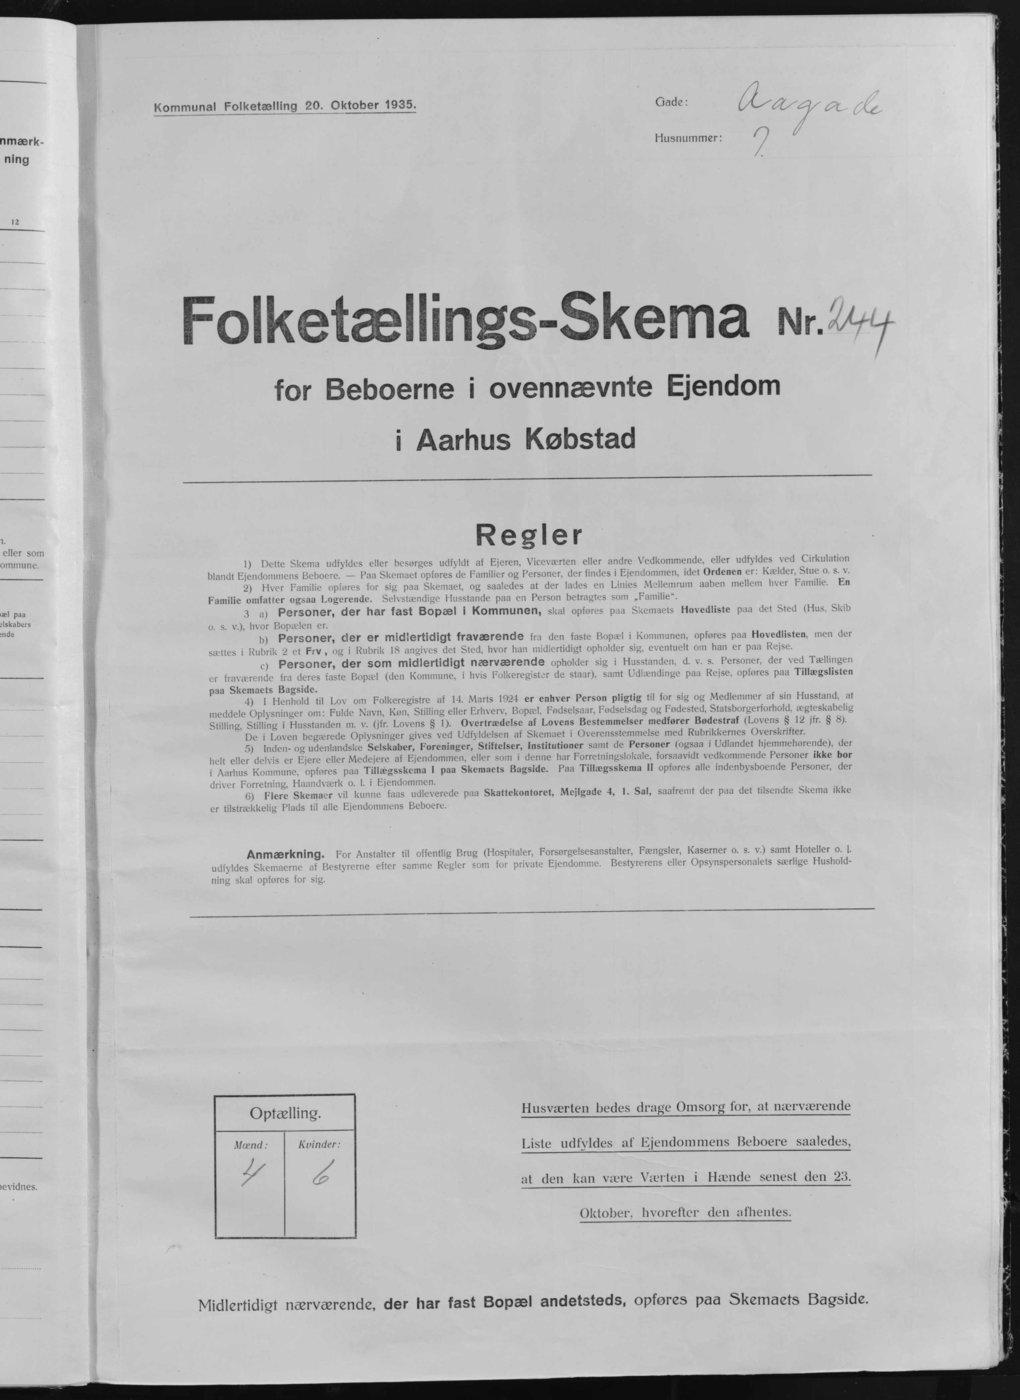 nmærk-
ning
12
n.
eller som
ommune.
æl paa
elskabers
ende
evidnes.
Kommunal Folketælling 20. Oktober 1935.
Gade: Aagade
Husnummer: 7.
Folketællings-Skema Nr. 244
for Beboerne i ovennævnte Ejendom
i Aarhus Købstad
Regler
1) Dette Skema udfyldes eller besørges udfyldt af Ejeren, Viceværten eller andre Vedkommende, eller udfyldes ved Cirkulation
blandt Ejendommens Beboere. — Paa Skemaet opføres de Familier og Personer, der findes i Ejendommen, idet Ordenen er: Kælder, Stue o. s. v.
2) Hver Familie opføres for sig paa Skemaet, og saaledes at der lades en Linies Mellemrum aaben mellem hver Familie. En
Familie omfatter ogsaa Logerende. Selvstændige Husstande paa en Person betragtes som „Familie“.
3 a) Personer, der har fast Bopæl i Kommunen, skal opføres paa Skemaets Hovedliste paa det Sted (Hus, Skib
o. s. v.), hvor Bopælen er.
b) Personer, der er midlertidigt fraværende fra den faste Bopæl i Kommunen, opføres paa Hovedlisten, men der
sættes i Rubrik 2 et Frv, og i Rubrik 18 angives det Sted, hvor han midlertidigt opholder sig, eventuelt om han er paa Rejse.
c) Personer, der som midlertidigt nærværende opholder sig i Husstanden, d. v. s. Personer, der ved Tællingen
er fraværende fra deres faste Bopæl (den Kommune, i hvis Folkeregister de staar), samt Udlændinge paa Rejse, opføres paa Tillægslisten
paa Skemaets Bagside.
4) I Henhold til Lov om Folkeregistre af 14. Marts 1924 er enhver Person pligtig til for sig og Medlemmer af sin Husstand, at
meddele Oplysninger om: Fulde Navn, Køn, Stilling eller Erhverv, Bopæl, Fødselsaar, Fødselsdag og Fødested, Statsborgerforhold, ægteskabelig
Stilling, Stilling i Husstanden m. v. (jfr. Lovens § 1). Overtrædelse af Lovens Bestemmelser medfører Bødestraf (Lovens § 12 jfr. § 8).
De i Loven begærede Oplysninger gives ved Udfyldelsen af Skemaet i Overensstemmelse med Rubrikkernes Overskrifter.
5) Inden- og udenlandske Selskaber, Foreninger, Stiftelser, Institutioner samt de Personer (ogsaa i Udlandet hjemmehørende), der
helt eller delvis er Ejere eller Medejere af Ejendommen, eller som i denne har Forretningslokale, forsaavidt vedkommende Personer ikke bor
i Aarhus Kommune, opføres paa Tillægsskema I paa Skemaets Bagside. Paa Tillægsskema II opføres alle indenbysboende Personer, der
driver Forretning, Haandværk o. l. i Ejendommen.
6) Flere Skemaer vil kunne faas udleverede paa Skattekontoret, Mejlgade 4, 1. Sal, saafremt der paa det tilsendte Skema ikke
er tilstrækkelig Plads til alle Ejendommens Beboere.
Anmærkning. For Anstalter til offentlig Brug (Hospitaler, Forsørgelsesanstalter, Fængsler, Kaserner o. s. v.) samt Hoteller o. l.
udfyldes Skemaerne af Bestyrerne efter samme Regler som for private Ejendomme. Bestyrerens eller Opsynspersonalets særlige Hushold-
ning skal opføres for sig.
Optælling.
Mænd: Kvinder:
4 6
Husværten bedes drage Omsorg for, at nærværende
Liste udfyldes af Ejendommens Beboere saaledes,
at den kan være Værten i Hænde senest den 23.
Oktober, hvorefter den afhentes.
Midlertidigt nærværende, der har fast Bopæl andetsteds, opføres paa Skemaets Bagside.